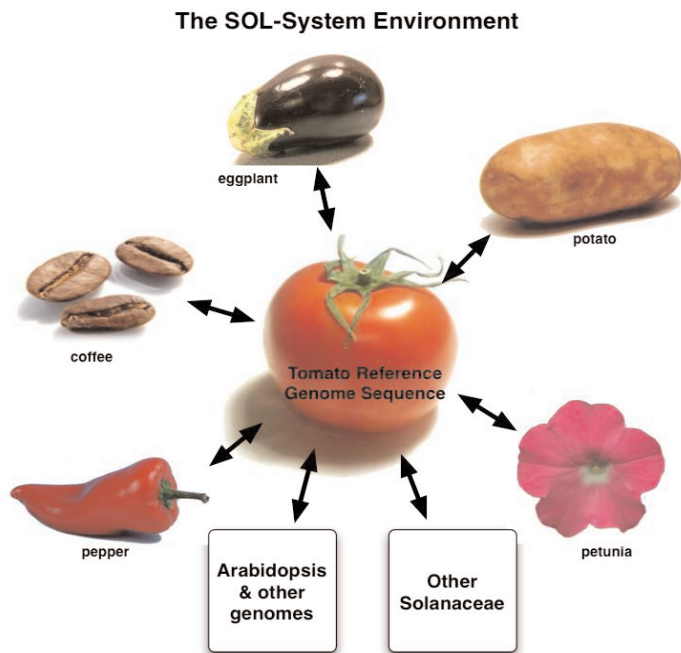 The SOL-System Environment
eggplant
potato
coffee
Tomato Reference
Genome Sequence
pepper
petunia
Arabidopsis
& other
genomes
Other
Solanaceae